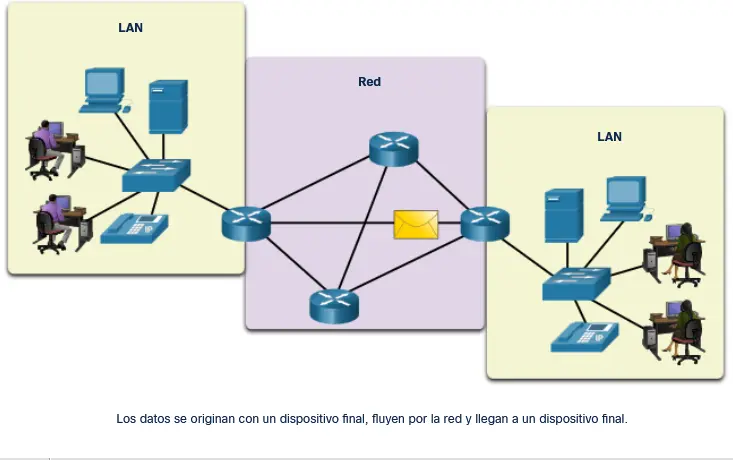 LAN
Red
LAN
Los datos se originan con un dispositivo final, fluyen por la red y llegan a un dispositivo final.